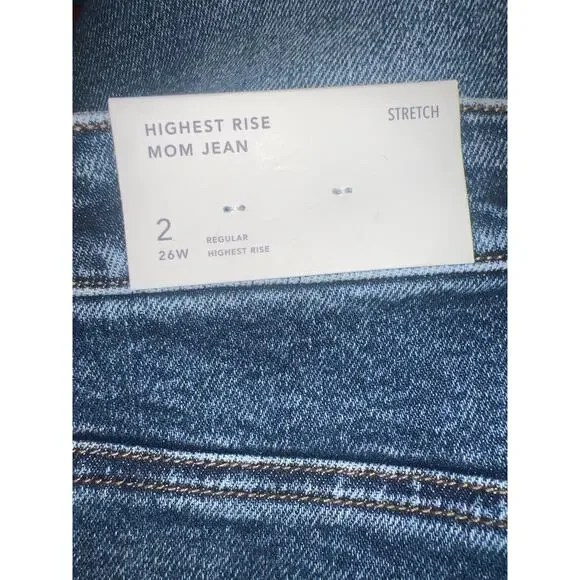 HIGHEST RISE
MOM JEAN
STRETCH
2
26W
REGULAR
HIGHEST RISE